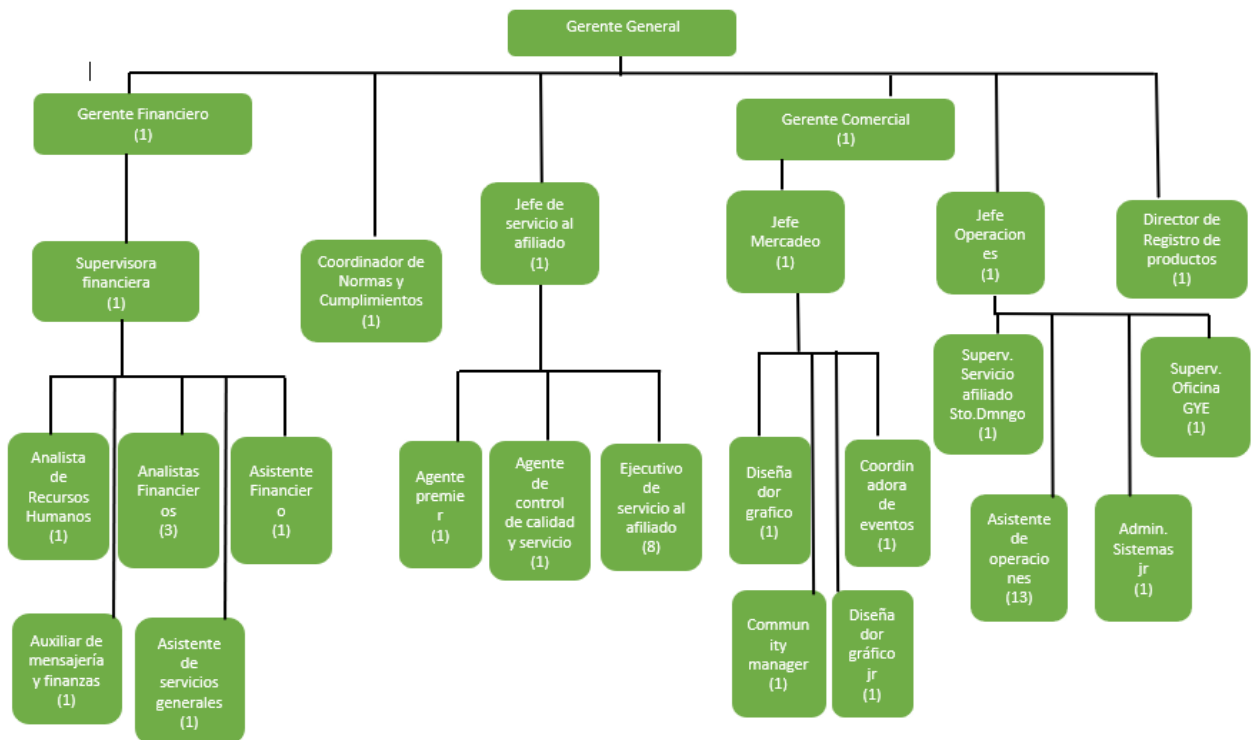 Gerente General
Gerente Financiero
(1)
Gerente Comercial
(1)
Jefe de
servicio al
afiliado
(1)
Jefe
Mercadeo
(1)
Jefe
Operacion
es
(1)
Director de
Registro de
productos
(1)
Supervisora
financiera
(1)
Coordinador de
Normas y
Cumplimientos
(1)
Superv.
Servicio
afiliado
Sto.Dmngo
(1)
Superv.
Oficina
GYE
(1)
Analista
de
Recursos
Humanos
(1)
Analistas
Financier
os
(3)
Asistente
Financier
o
(1)
Agente
premie
r
(1)
Agente
de
control
de calidad
y servicio
(1)
Ejecutivo
de
servicio al
afiliado
(8)
Diseña
dor
grafico
(1)
Coordin
adora
de
eventos
(1)
Asistente
de
operacio
nes
(13)
Admin.
Sistemas
jr
(1)
Auxiliar de
mensajería
y finanzas
(1)
Asistente
de
servicios
generales
(1)
Commun
ity
manager
(1)
Diseña
dor
gráfico
jr
(1)